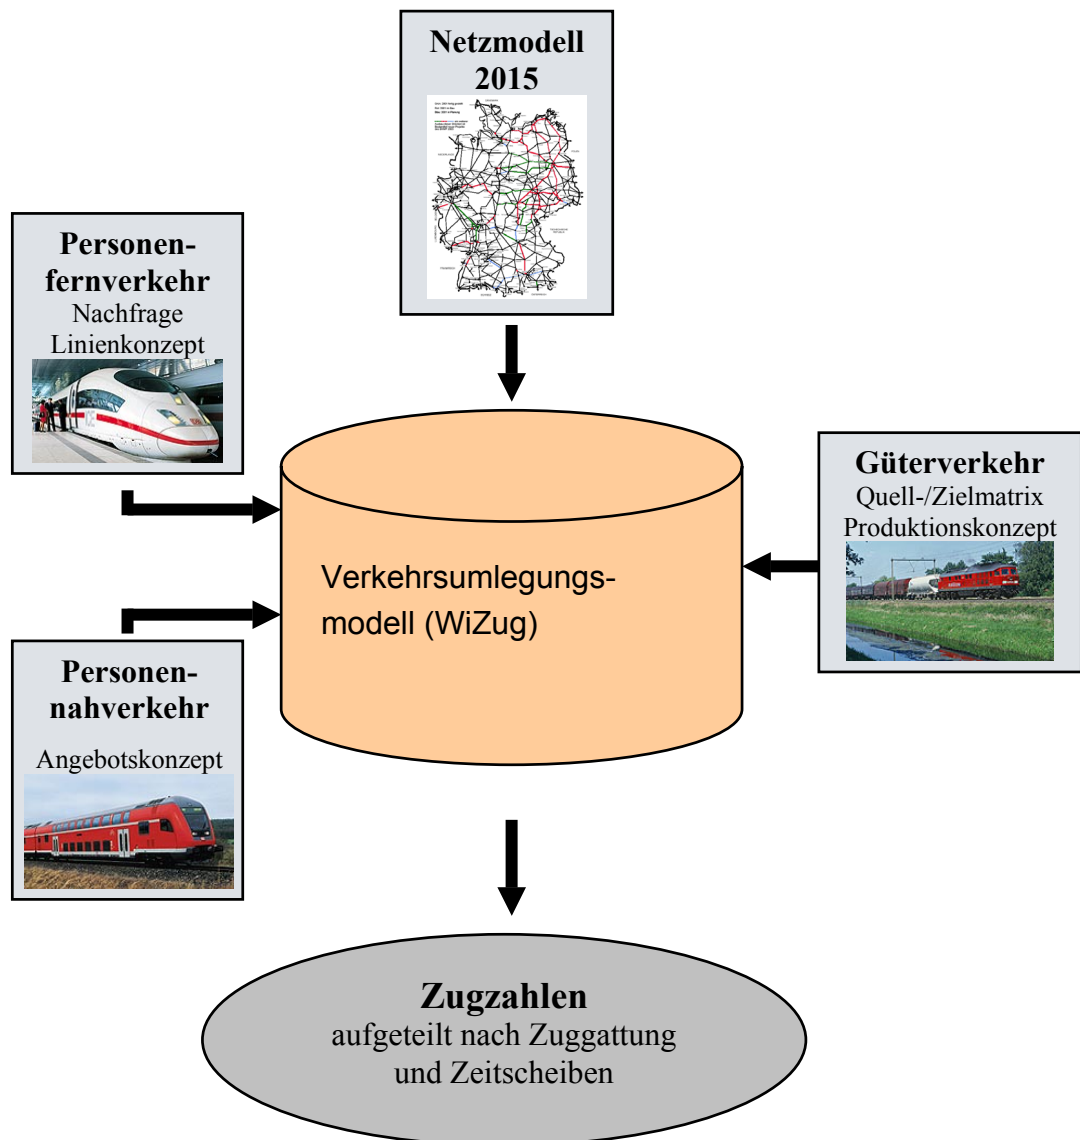 Netzmodell
2015
Personen-
fernverkehr
Nachfrage
Linienkonzept
Güterverkehr
Quell-/Zielmatrix
Produktionskonzept
Verkehrsumlegungs-
modell (WiZug)
Personen-
nahverkehr
Angebotskonzept
Zugzahlen
aufgeteilt nach Zuggattung
und Zeitscheiben